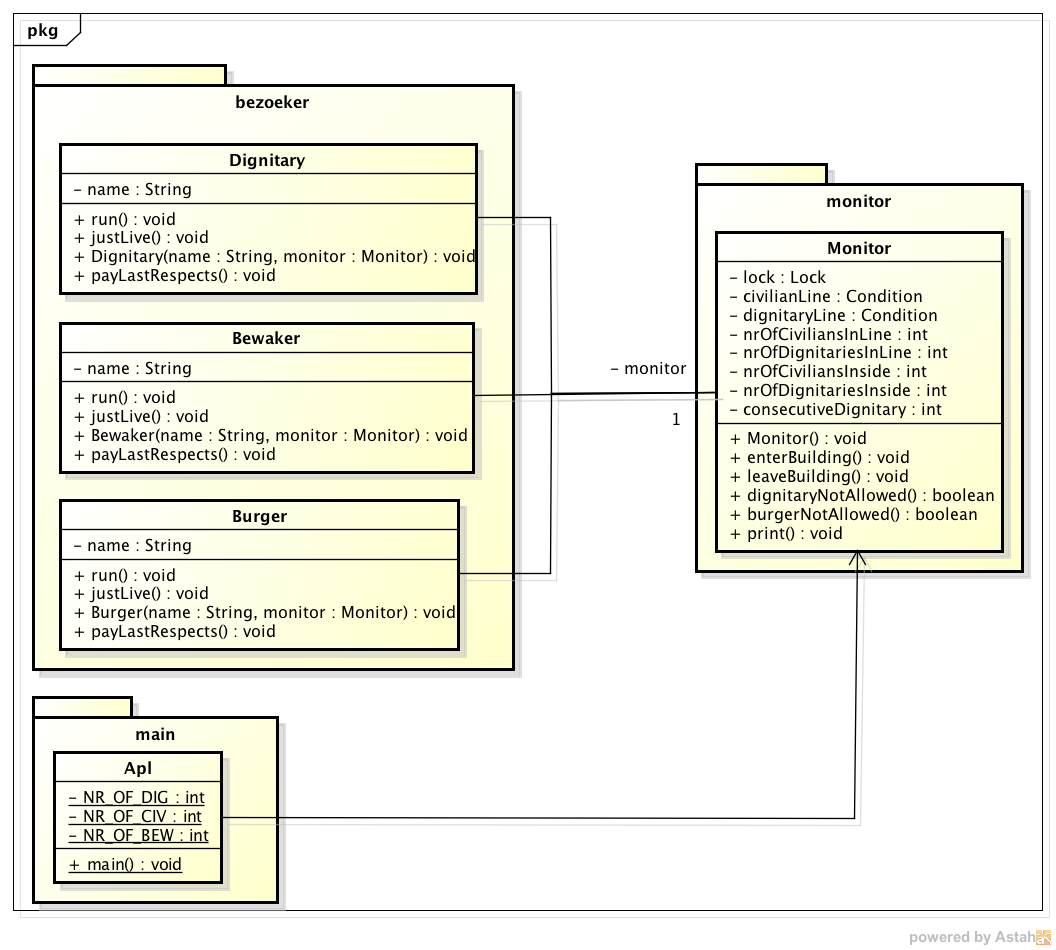 pkg
bezoeker
Dignitary
- name : String
+ run() : void
+ justLive() : void
+ Dignitary(name : String, monitor : Monitor) : void
+ payLastRespects() : void
Bewaker
- name : String
+ run() : void
+ justLive() : void
+ Bewaker(name : String, monitor : Monitor) : void
+ payLastRespects() : void
Burger
- name : String
+ run() : void
+ justLive() : void
+ Burger(name : String, monitor : Monitor) : void
+ payLastRespects() : void
- monitor
1
monitor
Monitor
- lock : Lock
- civilianLine : Condition
- dignitaryLine : Condition
- nrOfCiviliansInLine : int
- nrOfDignitariesInLine : int
- nrOfCiviliansInside : int
- nrOfDignitariesInside : int
- consecutiveDignitary : int
+ Monitor() : void
+ enterBuilding() : void
+ leaveBuilding() : void
+ dignitaryNotAllowed() : boolean
+ burgerNotAllowed() : boolean
+ print() : void
main
Apl
- NR_OF_DIG : int
- NR_OF_CIV : int
- NR_OF_BEW : int
+ main() : void
powered by Astah